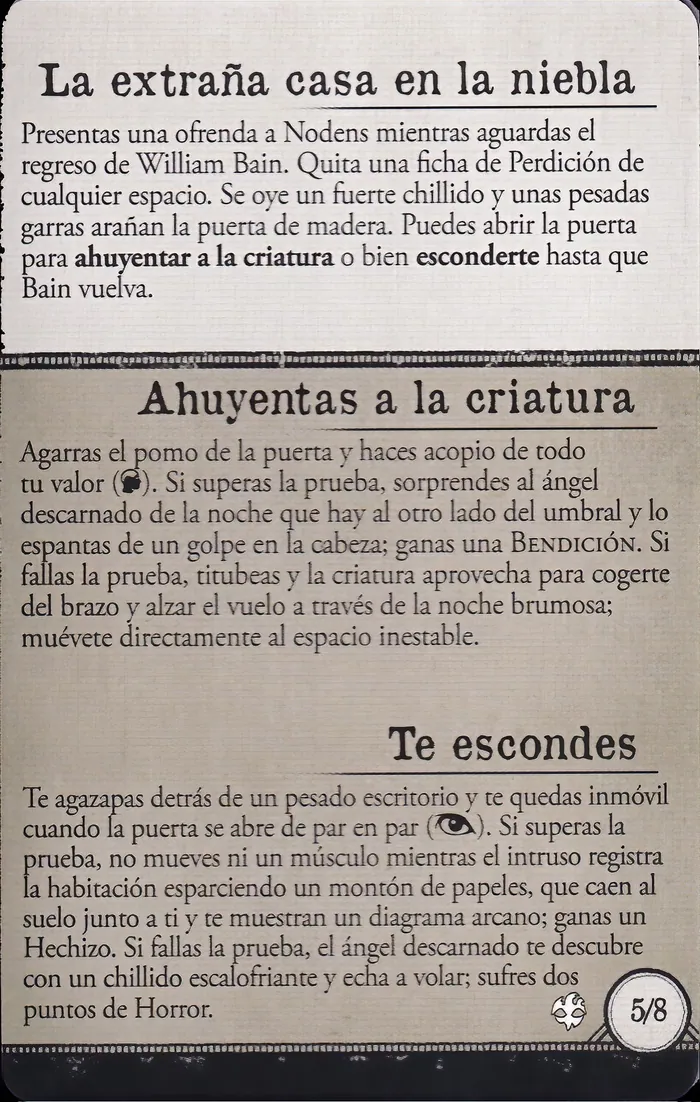 La extraña casa en la niebla
Presentas una ofrenda a Nodens mientras aguardas el
regreso de William Bain. Quita una ficha de Perdición de
cualquier espacio. Se oye un fuerte chillido y unas pesadas
garras arañan la puerta de madera. Puedes abrir la puerta
para ahuyentar a la criatura o bien esconderte hasta que
Bain vuelva.
Ahuyentas a la criatura
Agarras el pomo de la puerta y haces acopio de todo
tu valor (). Si superas la prueba, sorprendes al ángel
descarnado de la noche que hay al otro lado del umbral y lo
espantas de un golpe en la cabeza; ganas una BENDICIÓN. Si
fallas la prueba, titubeas y la criatura aprovecha para cogerte
del brazo y alzar el vuelo a través de la noche brumosa;
muévete directamente al espacio inestable.
Te escondes
Te agazapas detrás de un pesado escritorio y te quedas inmóvil
cuando la puerta se abre de par en par (). Si superas la
prueba, no mueves ni un músculo mientras el intruso registra
la habitación esparciendo un montón de papeles, que caen al
suelo junto a ti y te muestran un diagrama arcano; ganas un
Hechizo. Si fallas la prueba, el ángel descarnado te descubre
con un chillido escalofriante y echa a volar; sufres dos
puntos de Horror.
5/8